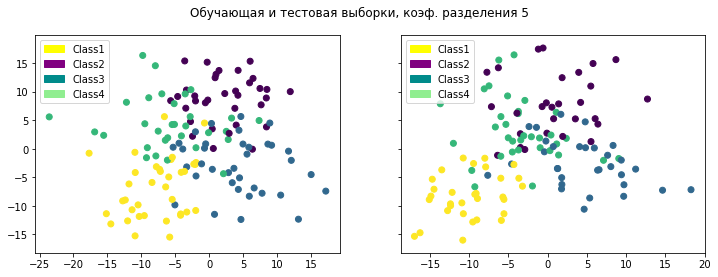 Обучающая и тестовая выборки, коэф. разделения 5
Class1
Class2
Class3
Class4
15
10
5
0
−5
−10
−15
−25 −20 −15 −10 −5 0 5 10 15
Class1
Class2
Class3
Class4
−15 −10 −5 0 5 10 15 20